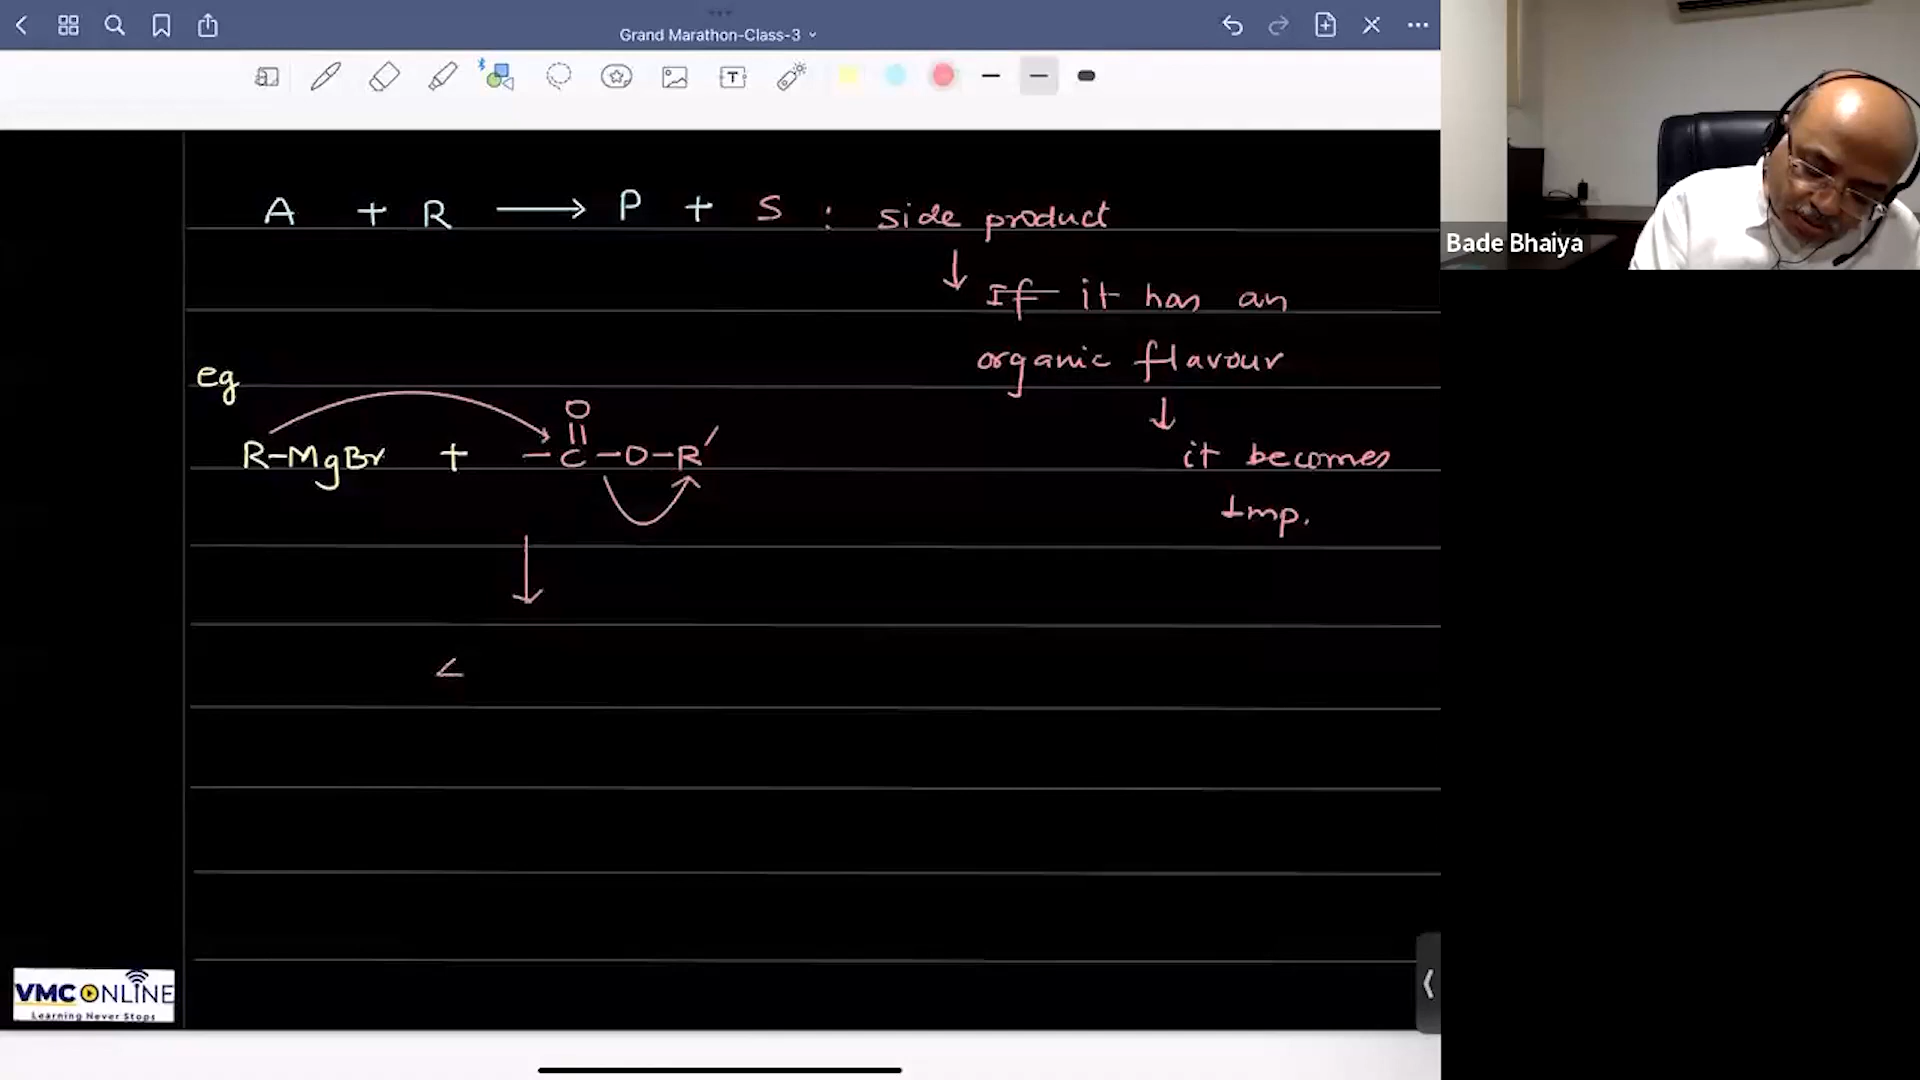 Grand Marathon-Class-3
Bade Bhaiya
A + R ⟶ P + S : side product
↓
If it has an
organic flavour
↓
it becomes
Imp.
eg
O
||
R-MgBr + -C-O-R′
↓
VMC ONLINE
Learning Never Stops